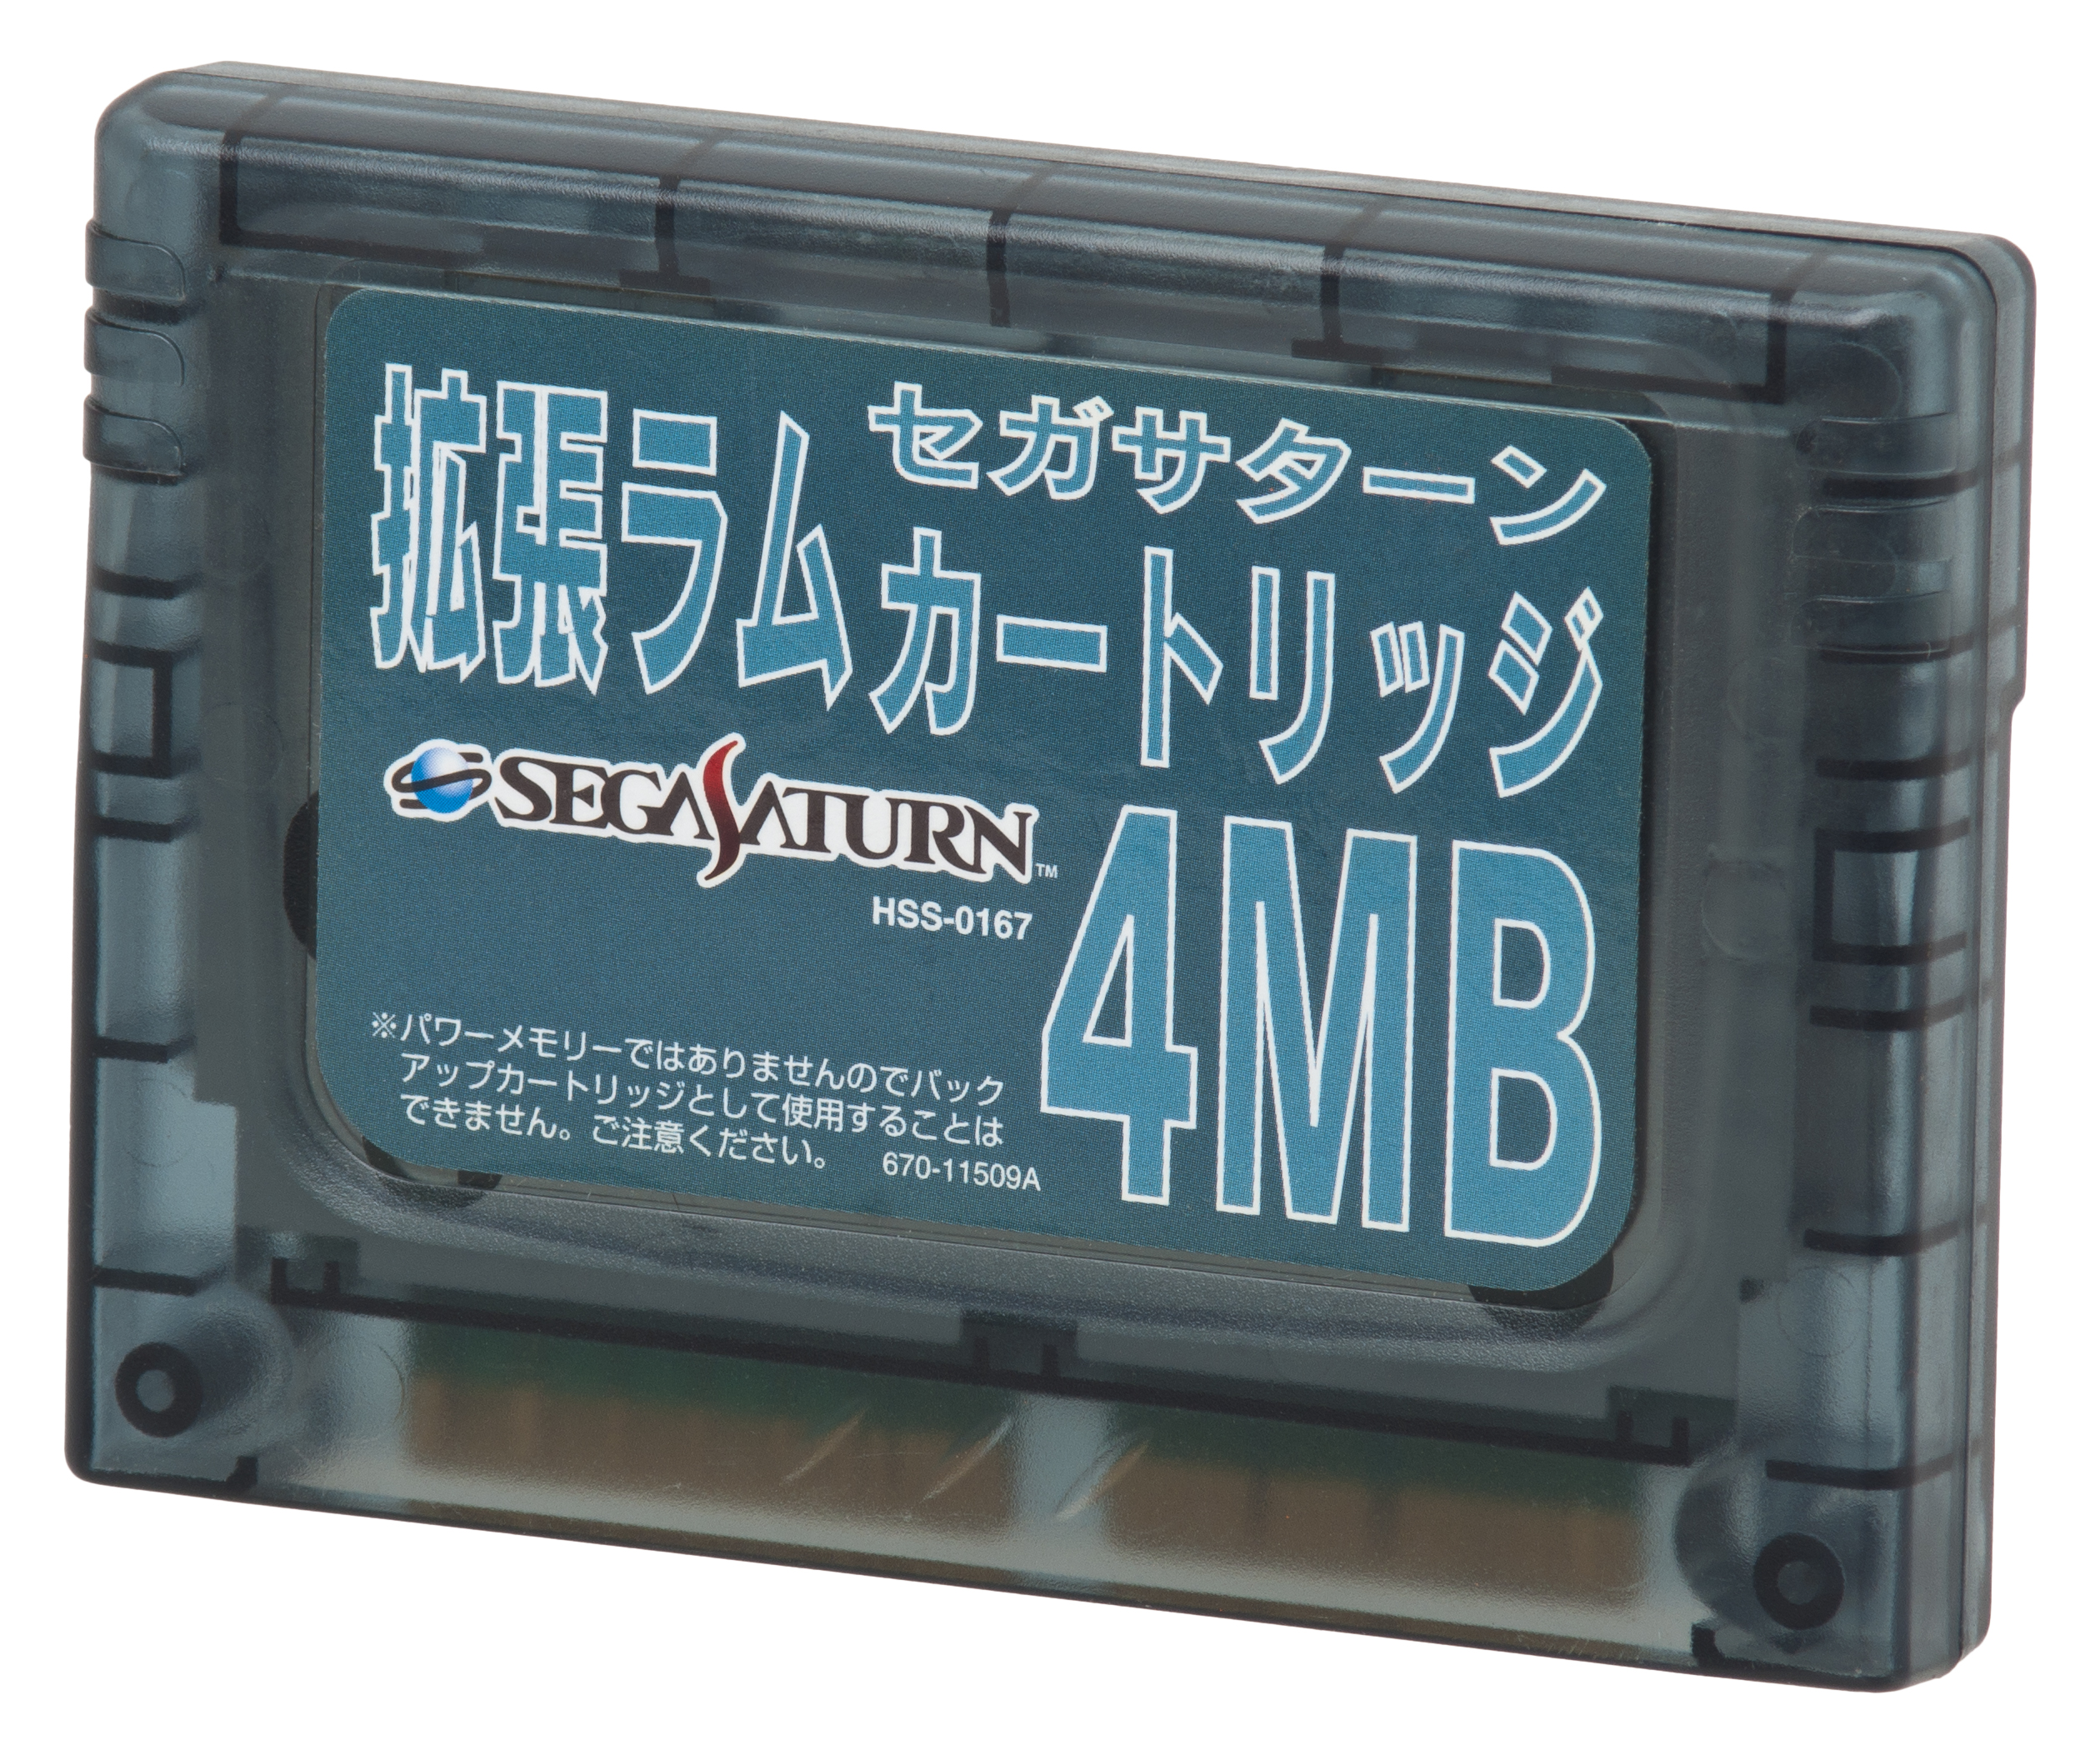 セガサターン
拡張ラムカートリッジ
SEGASATURN™
HSS-0167
4MB
※パワーメモリーではありませんのでバック
アップカートリッジとして使用することは
できません。ご注意ください。
670-11509A